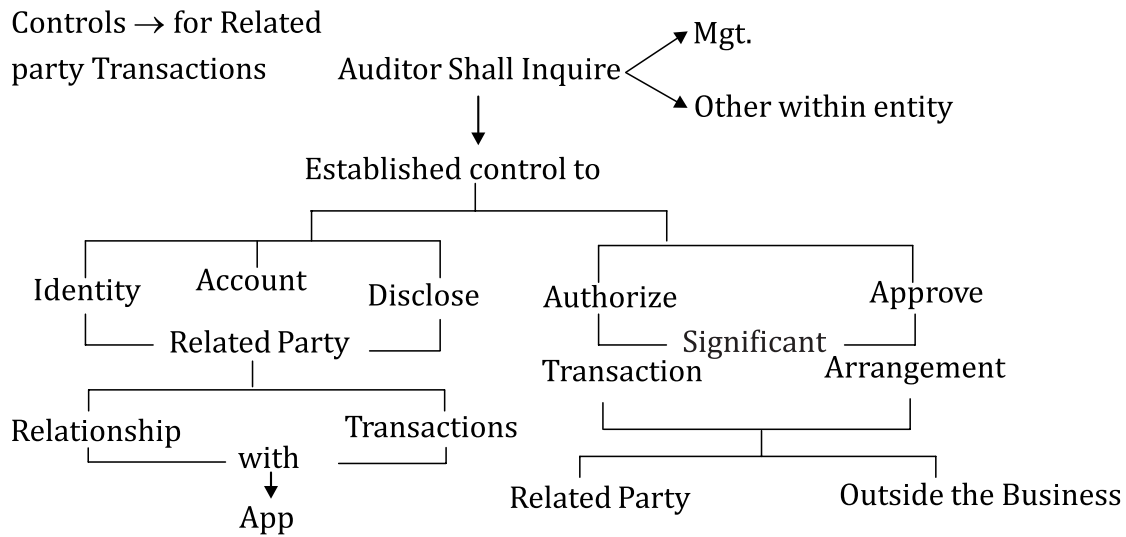 Controls → for Related
party Transactions
Auditor Shall Inquire
Mgt.
Other within entity
Established control to
Identity
Account
Disclose
Related Party
Relationship
Transactions
with
App
Authorize
Approve
Significant
Transaction
Arrangement
Related Party
Outside the Business